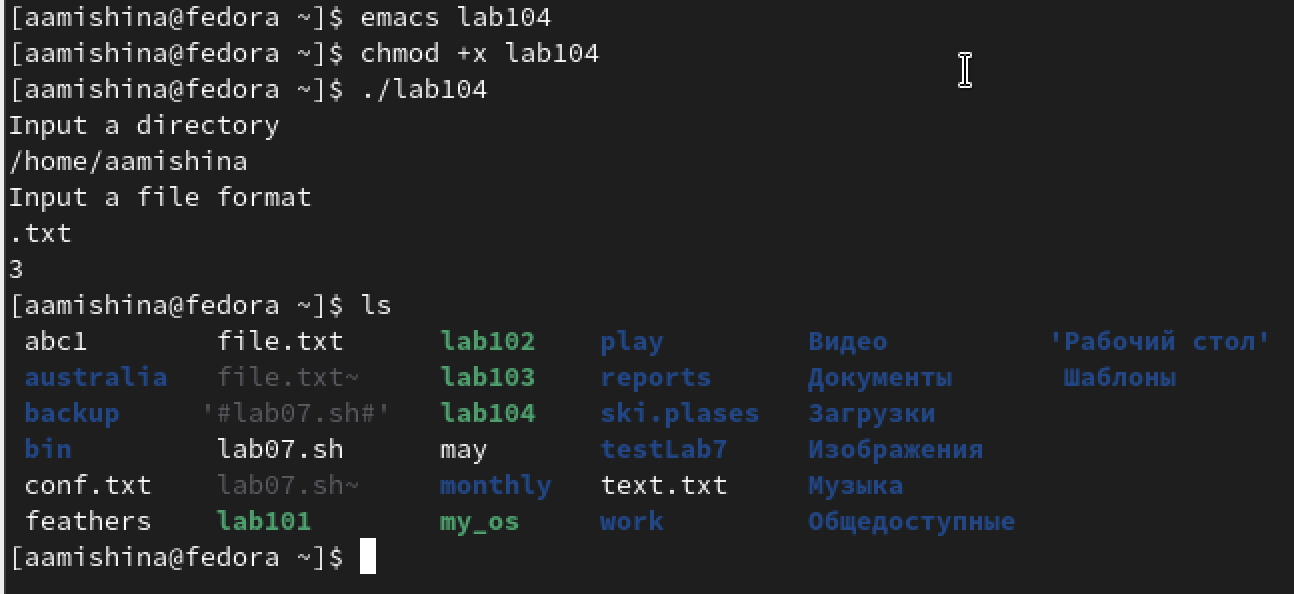 [aamishina@fedora ~]$ emacs lab104
[aamishina@fedora ~]$ chmod +x lab104
[aamishina@fedora ~]$ ./lab104
Input a directory
/home/aamishina
Input a file format
.txt
3
[aamishina@fedora ~]$ ls
abc1 file.txt lab102 play Видео 'Рабочий стол'
australia file.txt~ lab103 reports Документы Шаблоны
backup '#lab07.sh#' lab104 ski.plases Загрузки
bin lab07.sh may testLab7 Изображения
conf.txt lab07.sh~ monthly text.txt Музыка
feathers lab101 my_os work Общедоступные
[aamishina@fedora ~]$